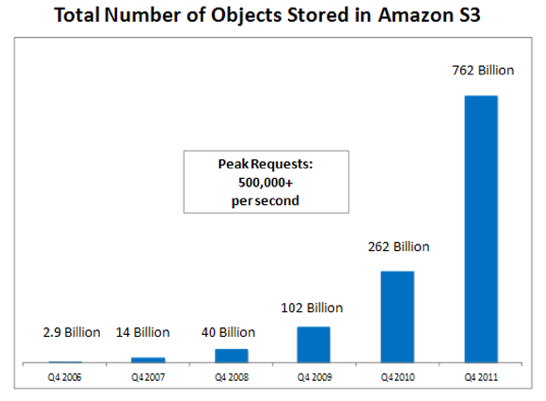 Total Number of Objects Stored in Amazon S3
762 Billion
Peak Requests:
500,000+
per second
262 Billion
102 Billion
2.9 Billion 14 Billion 40 Billion
Q4 2006 Q4 2007 Q4 2008 Q4 2009 Q4 2010 Q4 2011